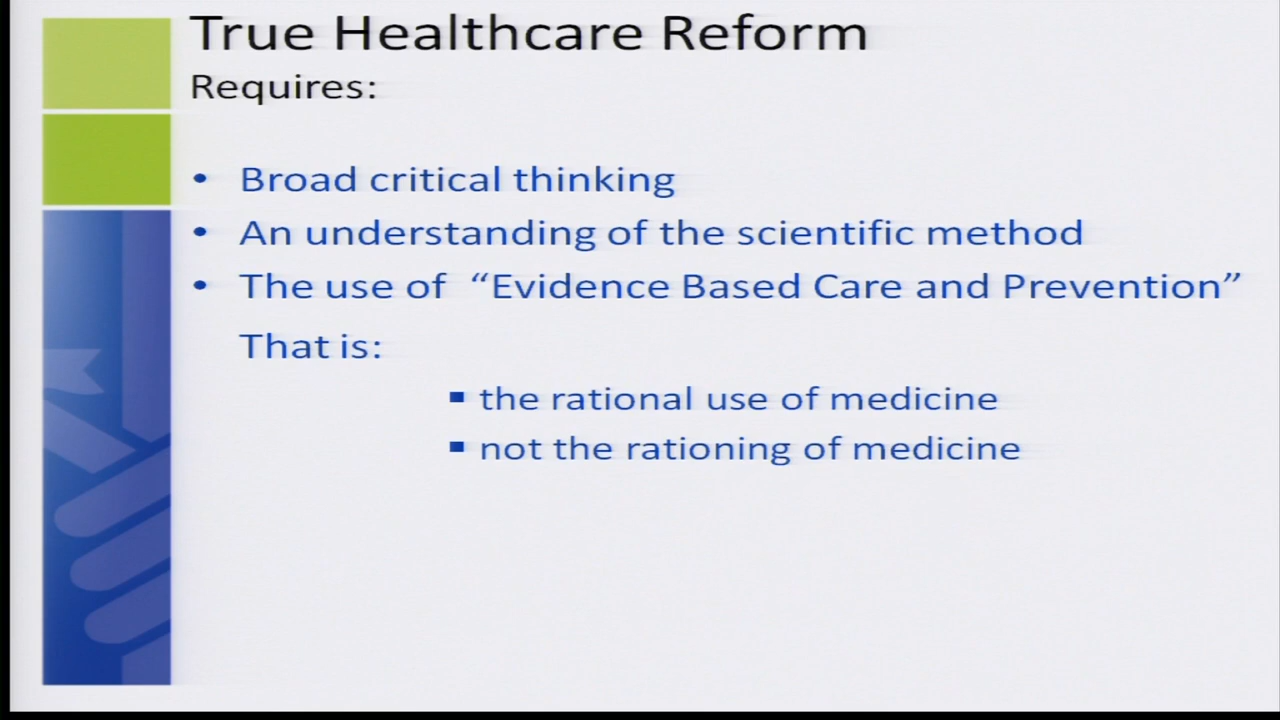 True Healthcare Reform
Requires:
• Broad critical thinking
• An understanding of the scientific method
• The use of “Evidence Based Care and Prevention”
That is:
▪ the rational use of medicine
▪ not the rationing of medicine